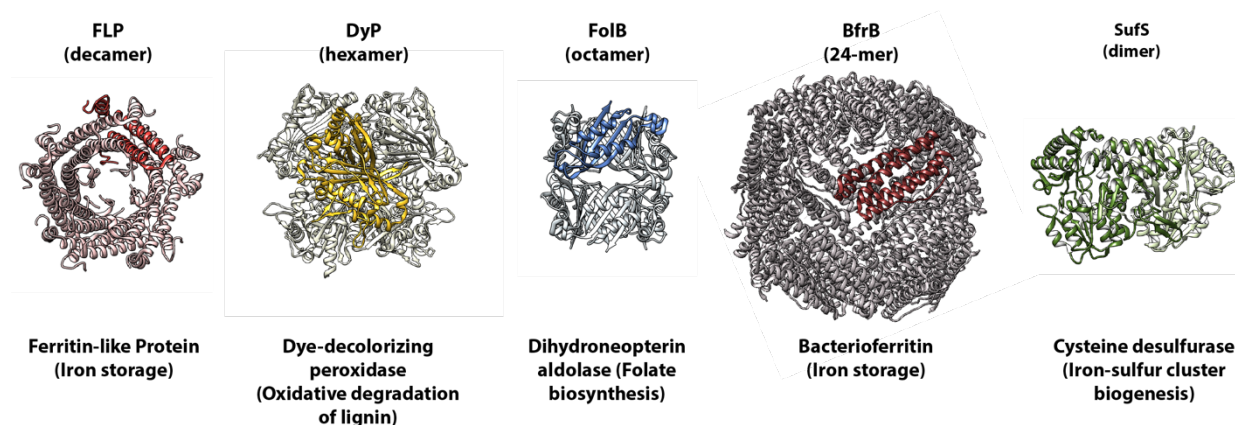 FLP
(decamer)
DyP
(hexamer)
FolB
(octamer)
BfrB
(24-mer)
SufS
(dimer)
Ferritin-like Protein
(Iron storage)
Dye-decolorizing
peroxidase
(Oxidative degradation
of lignin)
Dihydroneopterin
aldolase (Folate
biosynthesis)
Bacterioferritin
(Iron storage)
Cysteine desulfurase
(Iron-sulfur cluster
biogenesis)